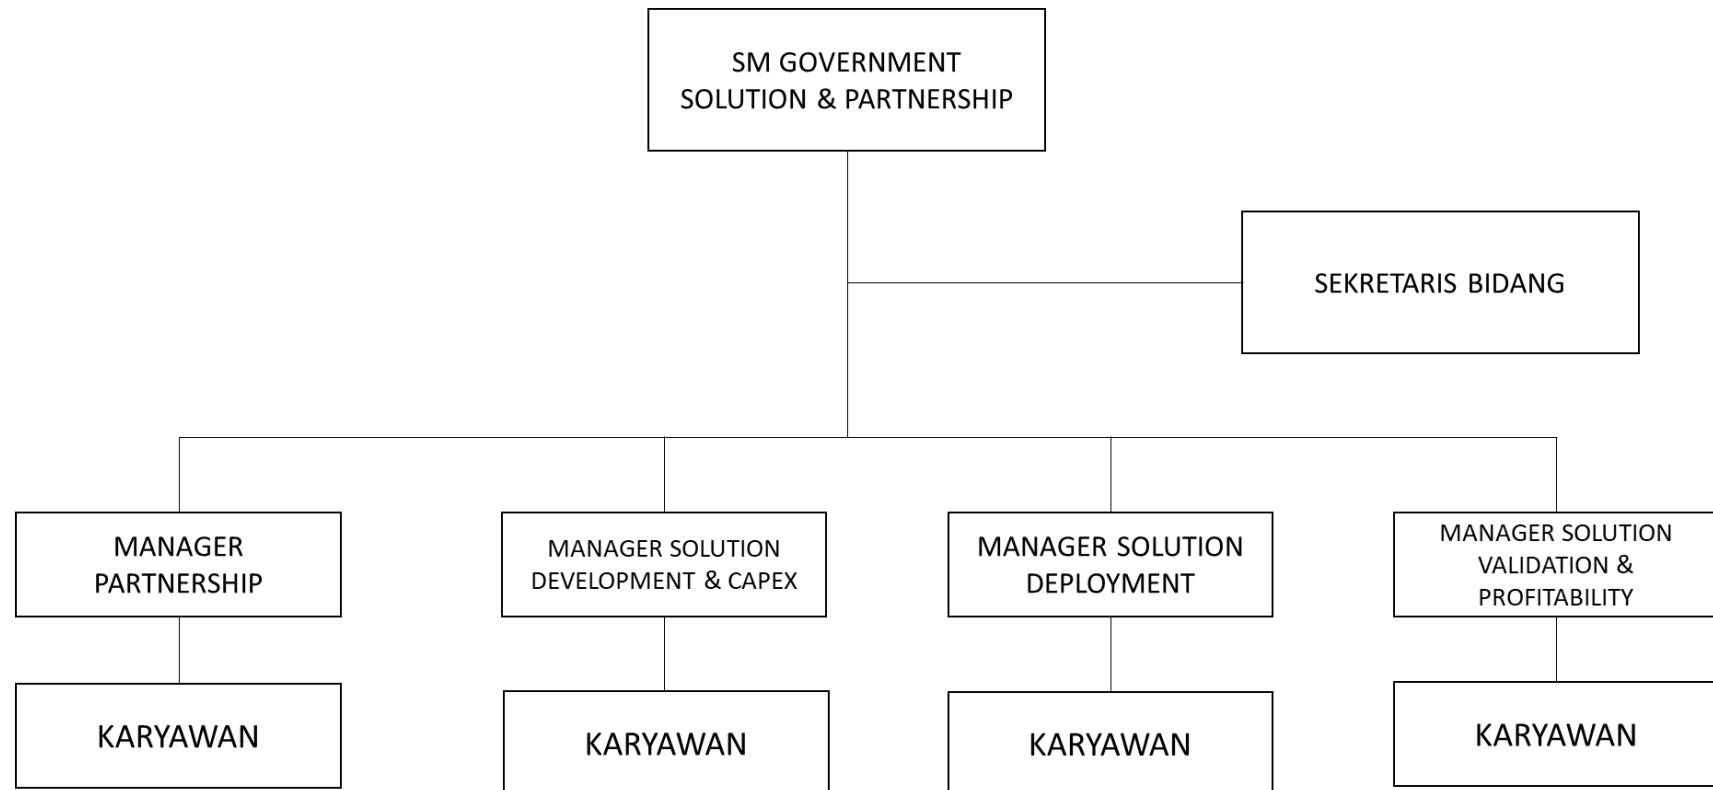 SM GOVERNMENT
SOLUTION & PARTNERSHIP
SEKRETARIS BIDANG
MANAGER
PARTNERSHIP
MANAGER SOLUTION
DEVELOPMENT & CAPEX
MANAGER SOLUTION
DEPLOYMENT
MANAGER SOLUTION
VALIDATION &
PROFITABILITY
KARYAWAN
KARYAWAN
KARYAWAN
KARYAWAN